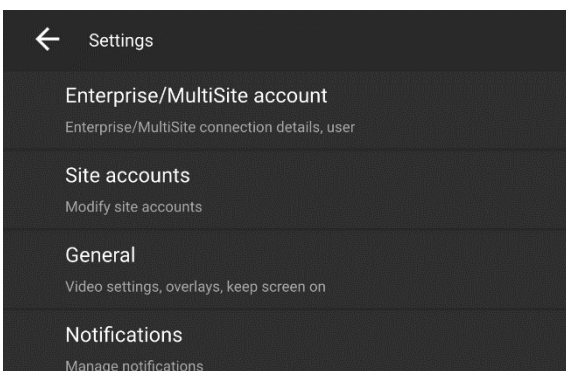 Settings
Enterprise/MultiSite account
Enterprise/MultiSite connection details, user
Site accounts
Modify site accounts
General
Video settings, overlays, keep screen on
Notifications
Manage notifications